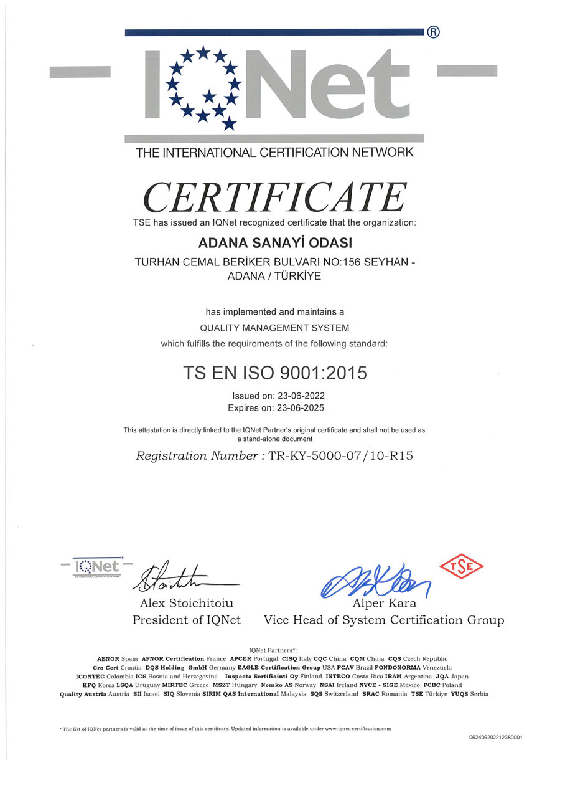 IQNet ®
THE INTERNATIONAL CERTIFICATION NETWORK
CERTIFICATE
TSE has issued an IQNet recognized certificate that the organization:
ADANA SANAYİ ODASI
TURHAN CEMAL BERİKER BULVARI NO:156 SEYHAN -
ADANA / TÜRKİYE
has implemented and maintains a
QUALITY MANAGEMENT SYSTEM
which fulfills the requirements of the following standard:
TS EN ISO 9001:2015
Issued on: 23-06-2022
Expires on: 23-06-2025
This attestation is directly linked to the IQNet Partner's original certificate and shall not be used as
a stand-alone document
Registration Number : TR-KY-5000-07/10-R15
IQNet
TSE
Alex Stoichitoiu
President of IQNet
Alper Kara
Vice Head of System Certification Group
IQNet Partners*:
AENOR Spain AFNOR Certification France APCER Portugal CISQ Italy CQC China CQM China CQS Czech Republic
Cro Cert Croatia DQS Holding GmbH Germany EAGLE Certification Group USA FCAV Brazil FONDONORMA Venezuela
ICONTEC Colombia ICS Bosnia and Herzegovina Inspecta Sertifiointi Oy Finland INTECO Costa Rica IRAM Argentina JQA Japan
KFQ Korea LSQA Uruguay MIRTEC Greece MSZT Hungary Nemko AS Norway NSAI Ireland NYCE - SIGE México PCBC Poland
Quality Austria Austria SII Israel SIQ Slovenia SIRIM QAS International Malaysia SQS Switzerland SRAC Romania TSE Türkiye YUQS Serbia
* The list of IQNet partners is valid at the time of issue of this certificate. Updated information is available under www.iqnet-certification.com